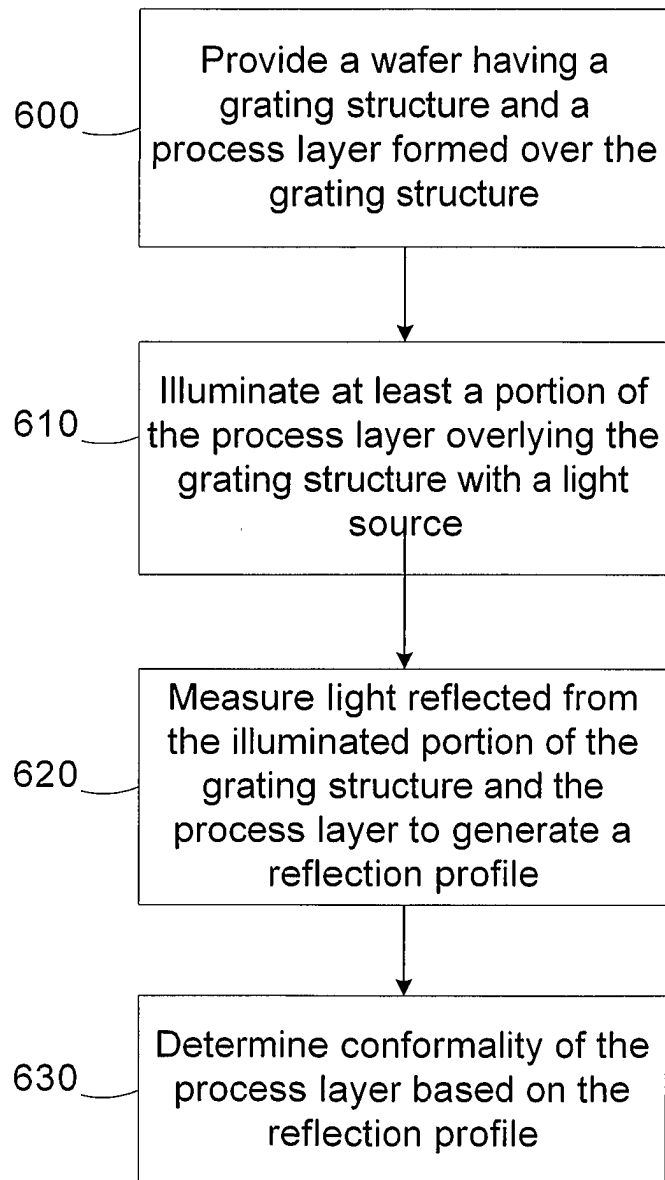 600
Provide a wafer having a
grating structure and a
process layer formed over the
grating structure
610
Illuminate at least a portion of
the process layer overlying the
grating structure with a light
source
620
Measure light reflected from
the illuminated portion of the
grating structure and the
process layer to generate a
reflection profile
630
Determine conformality of the
process layer based on the
reflection profile